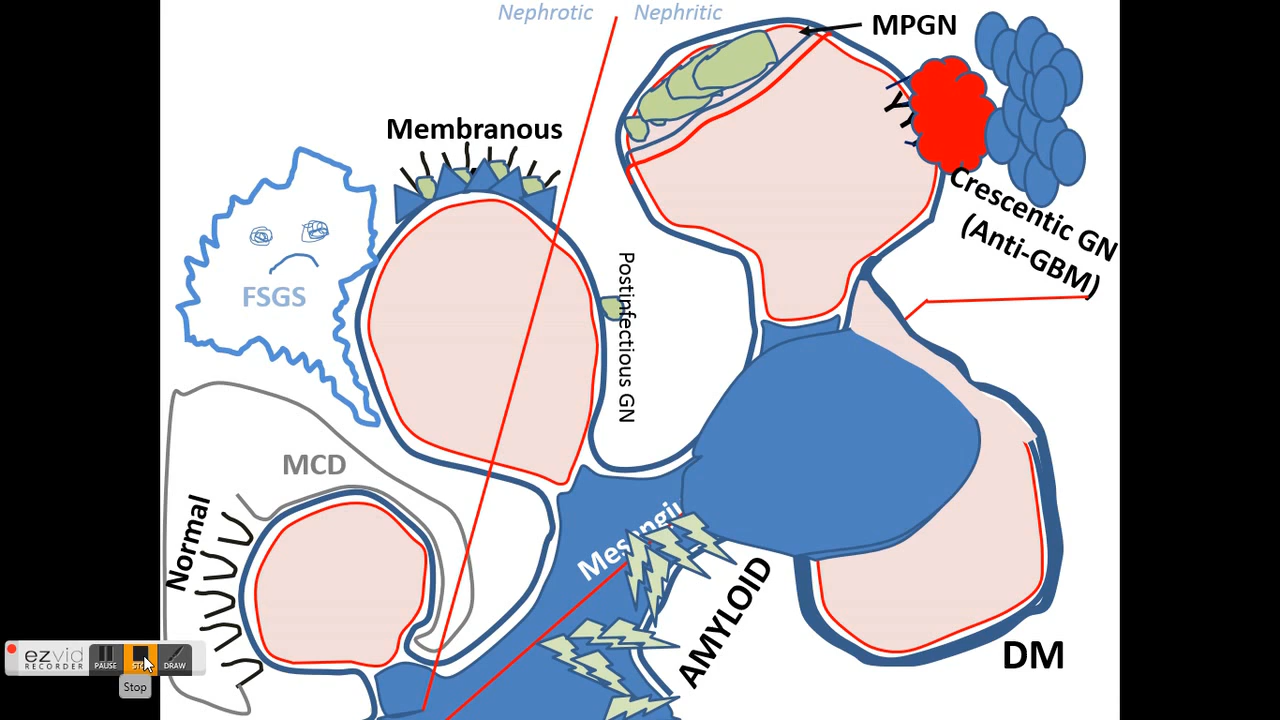 Nephrotic
Nephritic
MPGN
Membranous
Crescentic GN
(Anti-GBM)
FSGS
Postinfectious GN
MCD
Normal
AMYLOID
DM
ezvid
RECORDER
PAUSE
DRAW
Stop